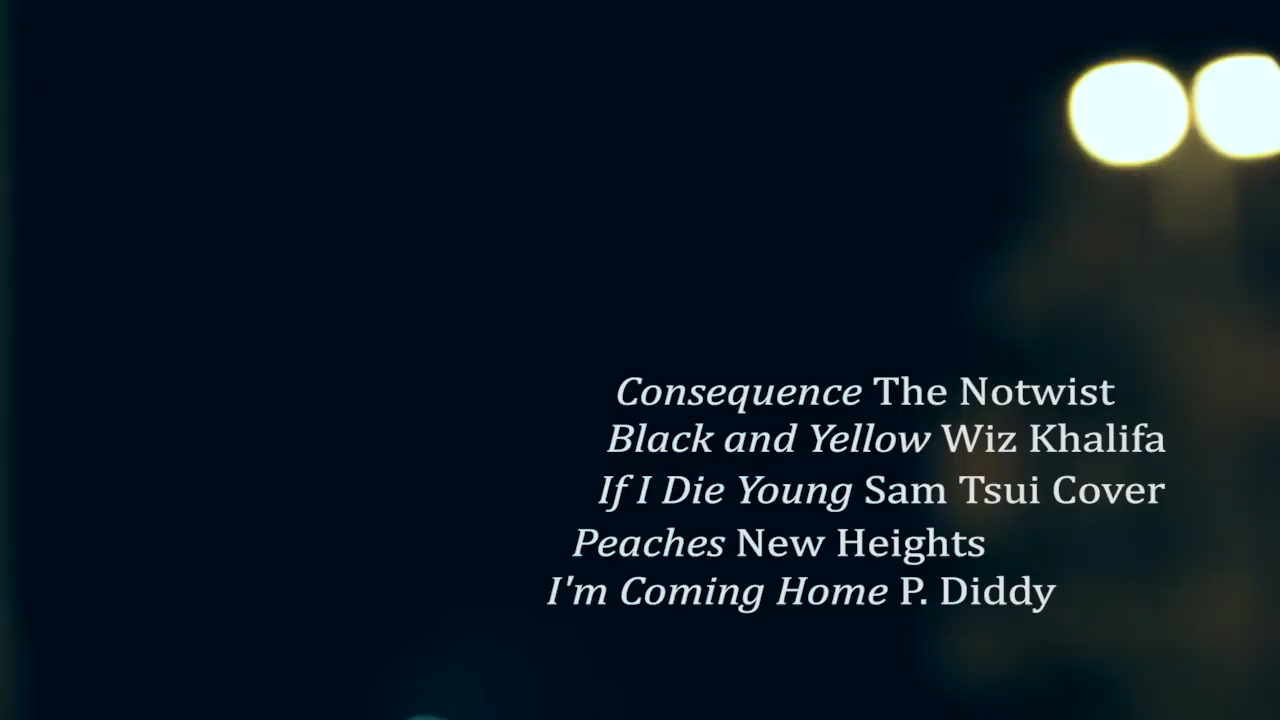 Consequence The Notwist
Black and Yellow Wiz Khalifa
If I Die Young Sam Tsui Cover
Peaches New Heights
I'm Coming Home P. Diddy